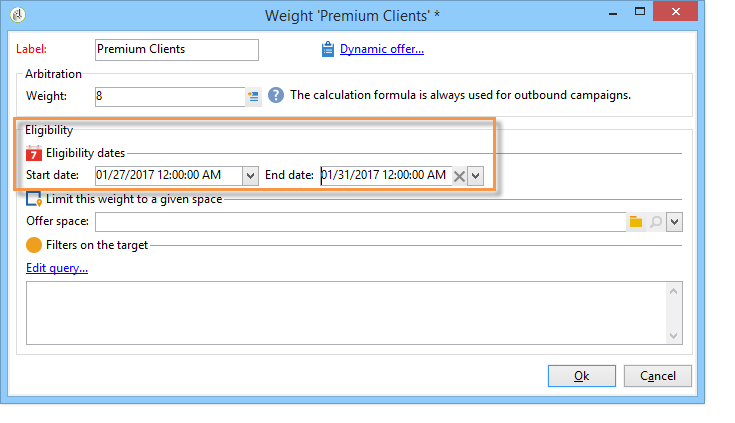 Weight 'Premium Clients' *
Label: Premium Clients Dynamic offer...
Arbitration
Weight: 8 The calculation formula is always used for outbound campaigns.
Eligibility
7 Eligibility dates
Start date: 01/27/2017 12:00:00 AM End date: 01/31/2017 12:00:00 AM
Limit this weight to a given space
Offer space:
Filters on the target
Edit query...
Ok Cancel